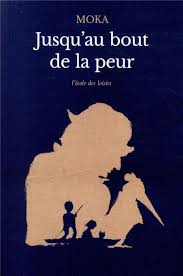 MOKA
Jusqu'au bout
de la peur
l'école des loisirs